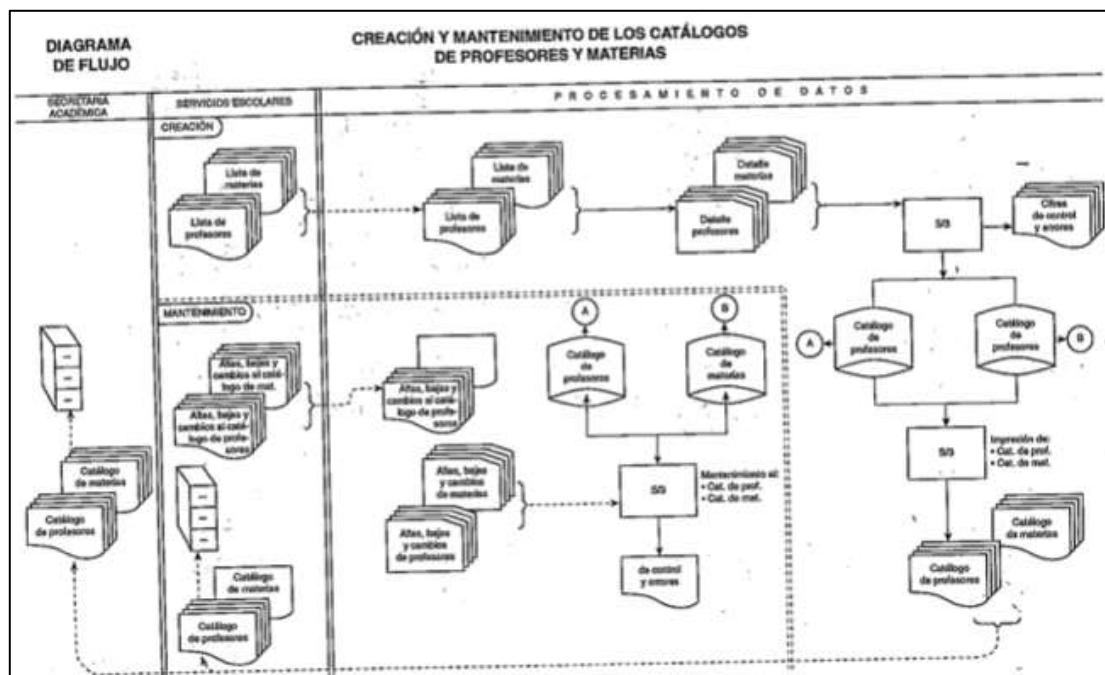 DIAGRAMA
DE FLUJO
CREACIÓN Y MANTENIMIENTO DE LOS CATÁLOGOS
DE PROFESORES Y MATERIAS
SECRETARIA
ACADÉMICA
SERVICIOS ESCOLARES
PROCESAMIENTO DE DATOS
CREACIÓN
Lista de
materias
Lista de
profesores
Lista de
materias
Lista de
profesores
Detalle
materias
Detalle
profesores
S/3
Cifras
de control
y errores
1
Catálogo
de
profesores
Catálogo
de
profesores
A
B
S/3
Impresión de:
• Cat. de prof.
• Cat. de mat.
Catálogo
de materias
Catálogo
de profesores
MANTENIMIENTO
Altas, bajas y
cambios al catá-
logo de mat.
Altas, bajas y
cambios al catá-
logo de profe-
sores
Altas, bajas y
cambios al catá-
logo de profe-
sores
A
B
Catálogo
de
profesores
Catálogo
de
materias
Altas, bajas
y cambios
de materias
Altas, bajas
y cambios
de profesores
S/3
Mantenimiento al:
• Cat. de prof.
• Cat. de mat.
de control
y errores
Catálogo
de materias
Catálogo
de profesores
Catálogo
de materias
Catálogo
de profesores